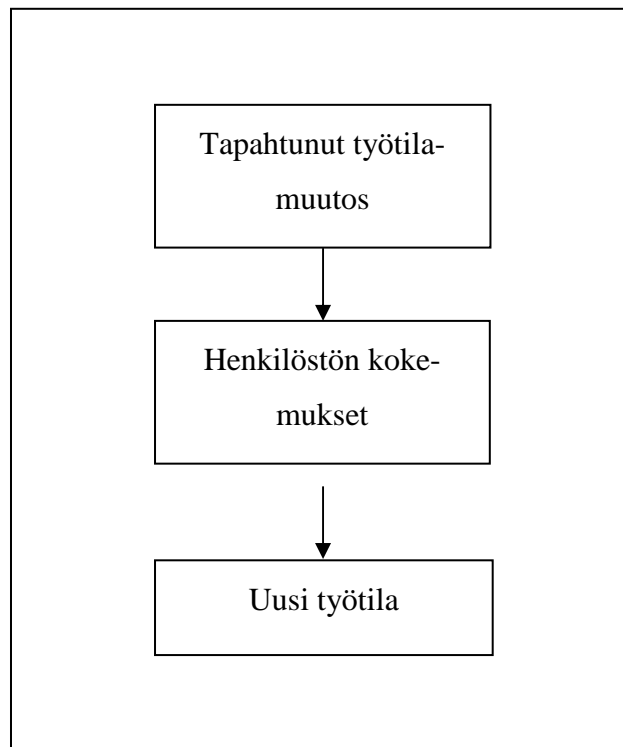 Tapahtunut työtila-
muutos
Henkilöstön koke-
mukset
Uusi työtila